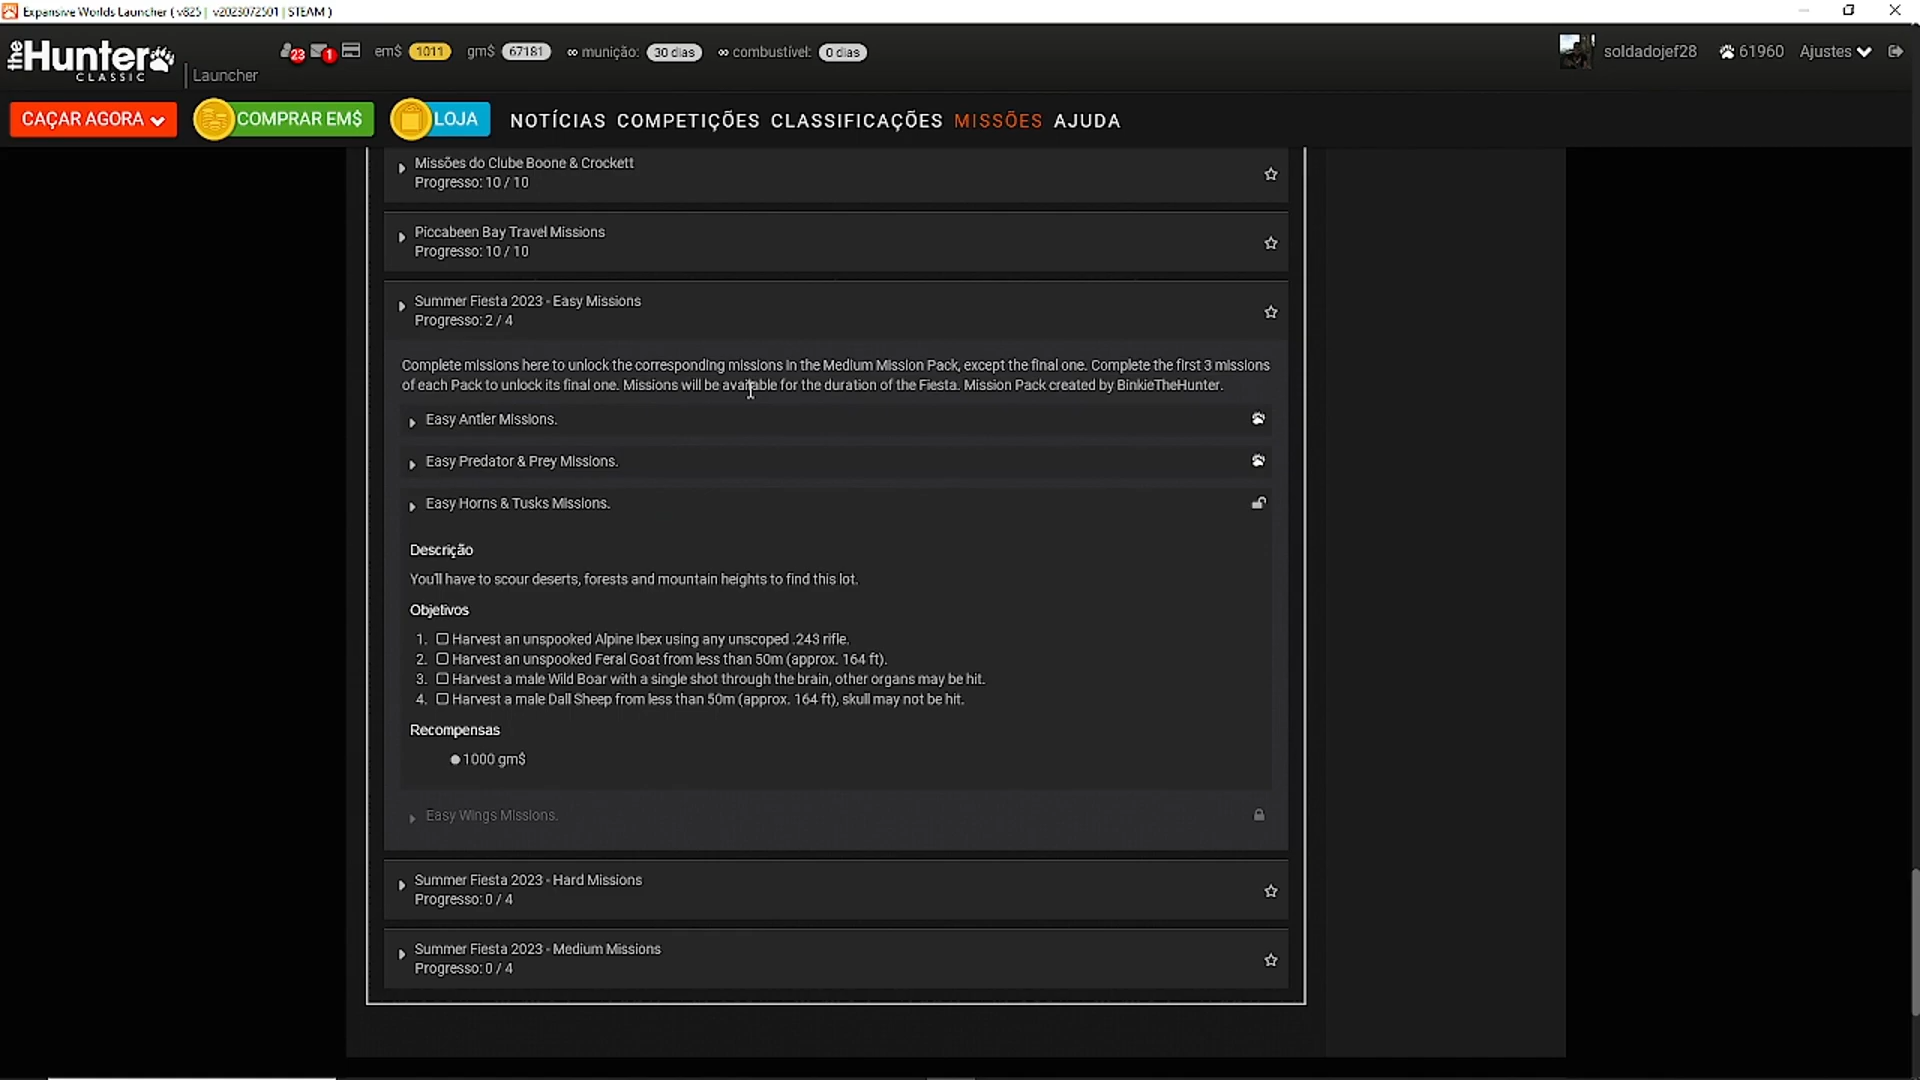 Expansive Worlds Launcher ( v825 | v2023072501 | STEAM )
theHunter CLASSIC | Launcher
23 1 em$ 1011 gm$ 67181 ∞ munição: 30 dias ∞ combustível: 0 dias
soldadojef28 61960 Ajustes
CAÇAR AGORA COMPRAR EM$ LOJA NOTÍCIAS COMPETIÇÕES CLASSIFICAÇÕES MISSÕES AJUDA
Missões do Clube Boone & Crockett
Progresso: 10 / 10
Piccabeen Bay Travel Missions
Progresso: 10 / 10
Summer Fiesta 2023 - Easy Missions
Progresso: 2 / 4
Complete missions here to unlock the corresponding missions in the Medium Mission Pack, except the final one. Complete the first 3 missions
of each Pack to unlock its final one. Missions will be available for the duration of the Fiesta. Mission Pack created by BinkieTheHunter.
Easy Antler Missions.
Easy Predator & Prey Missions.
Easy Horns & Tusks Missions.
Descrição
You'll have to scour deserts, forests and mountain heights to find this lot.
Objetivos
1. Harvest an unspooked Alpine Ibex using any unscoped .243 rifle.
2. Harvest an unspooked Feral Goat from less than 50m (approx. 164 ft).
3. Harvest a male Wild Boar with a single shot through the brain, other organs may be hit.
4. Harvest a male Dall Sheep from less than 50m (approx. 164 ft), skull may not be hit.
Recompensas
1000 gm$
Easy Wings Missions.
Summer Fiesta 2023 - Hard Missions
Progresso: 0 / 4
Summer Fiesta 2023 - Medium Missions
Progresso: 0 / 4